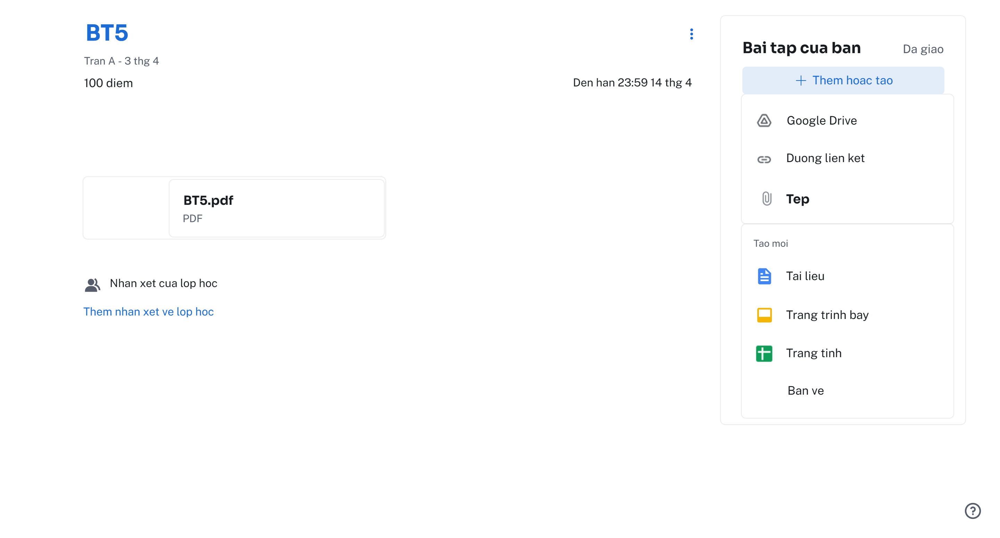 BT5
Tran A - 3 thg 4
100 diem
Den han 23:59 14 thg 4
BT5.pdf
PDF
Nhan xet cua lop hoc
Them nhan xet ve lop hoc
Bai tap cua ban
Da giao
+ Them hoac tao
Google Drive
Duong lien ket
Tep
Tao moi
Tai lieu
Trang trinh bay
Trang tinh
Ban ve